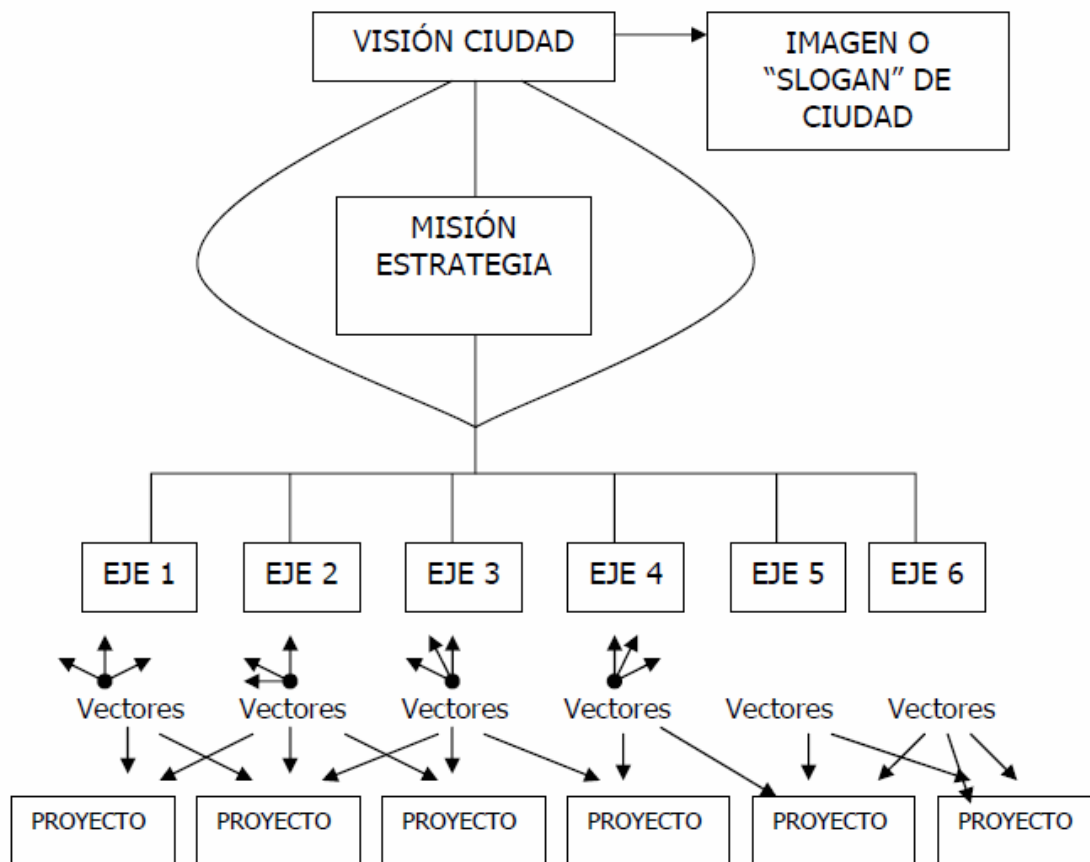 VISIÓN CIUDAD
IMAGEN O
“SLOGAN” DE
CIUDAD
MISIÓN
ESTRATEGIA
EJE 1
EJE 2
EJE 3
EJE 4
EJE 5
EJE 6
Vectores
Vectores
Vectores
Vectores
Vectores
Vectores
PROYECTO
PROYECTO
PROYECTO
PROYECTO
PROYECTO
PROYECTO